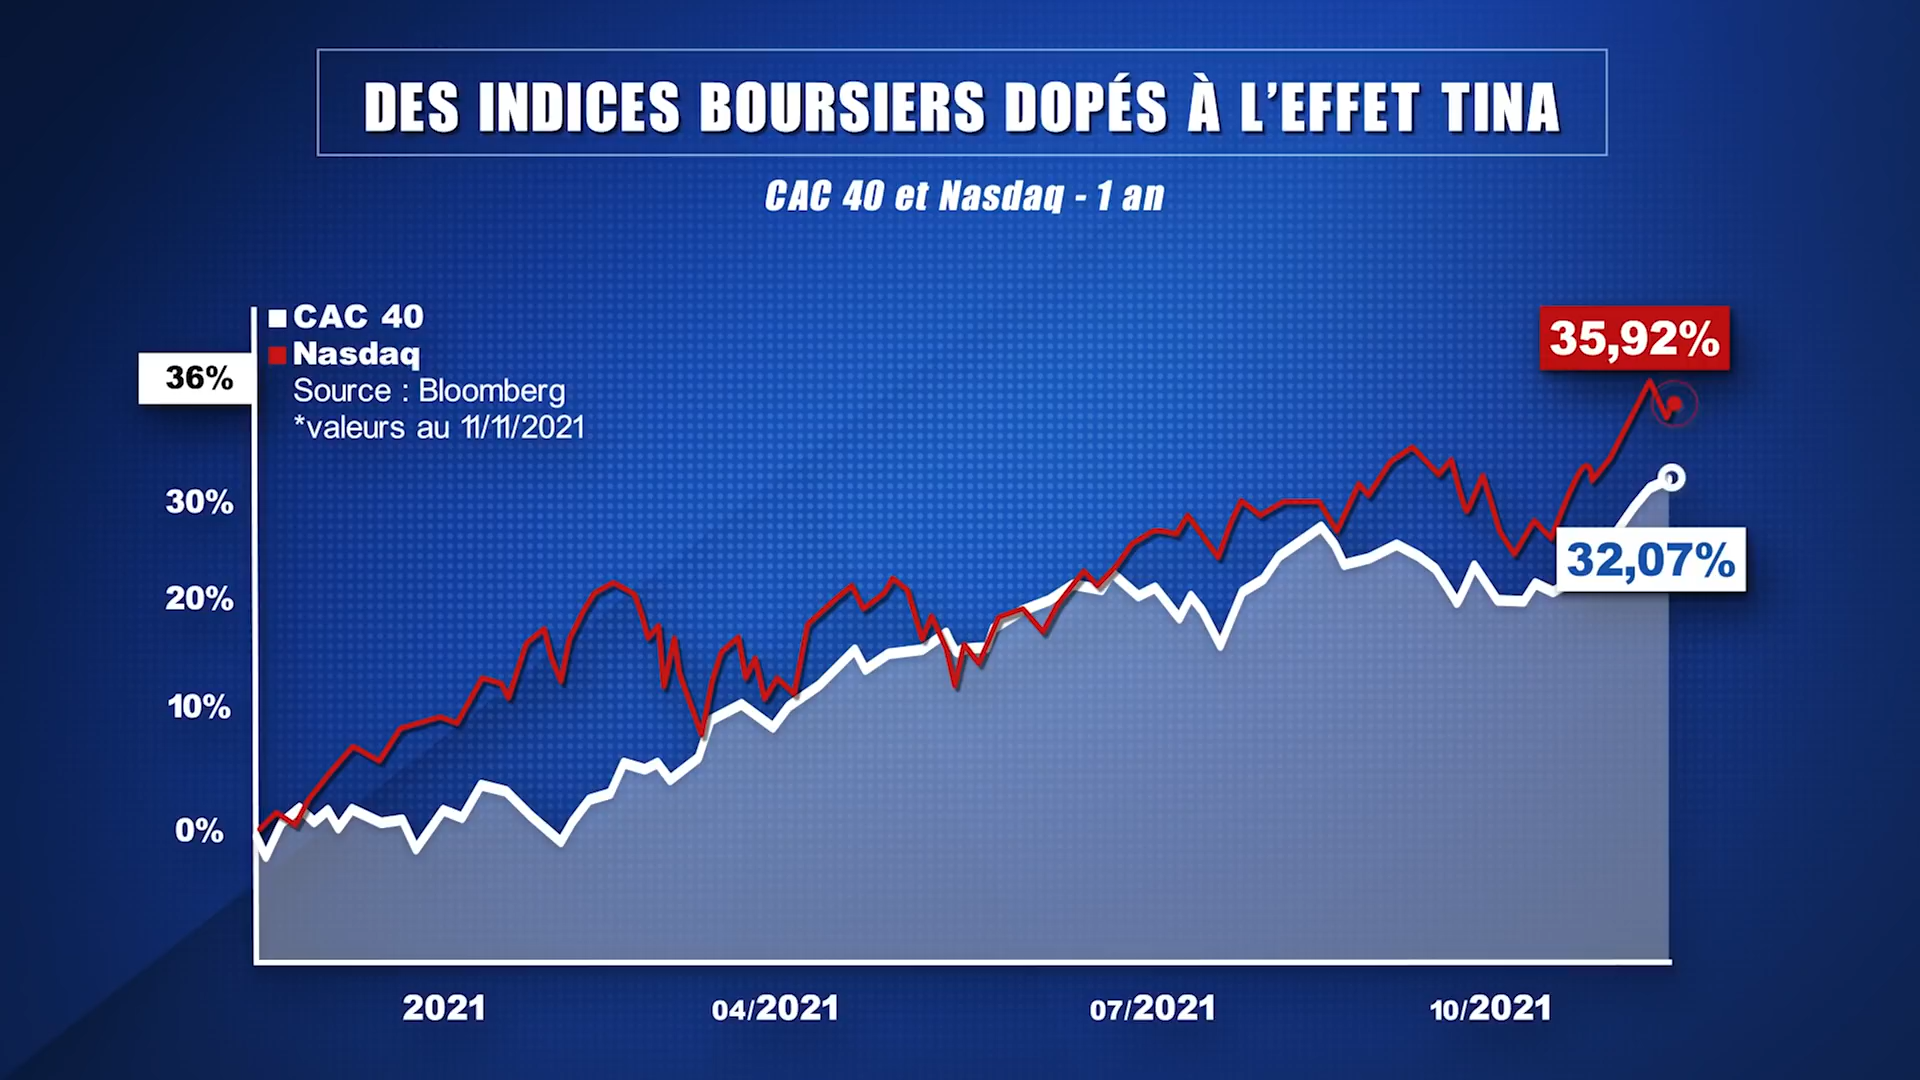 DES INDICES BOURSIERS DOPÉS À L'EFFET TINA
CAC 40 et Nasdaq - 1 an
CAC 40
Nasdaq
Source : Bloomberg
*valeurs au 11/11/2021
35,92%
32,07%
36%
30%
20%
10%
0%
2021
04/2021
07/2021
10/2021